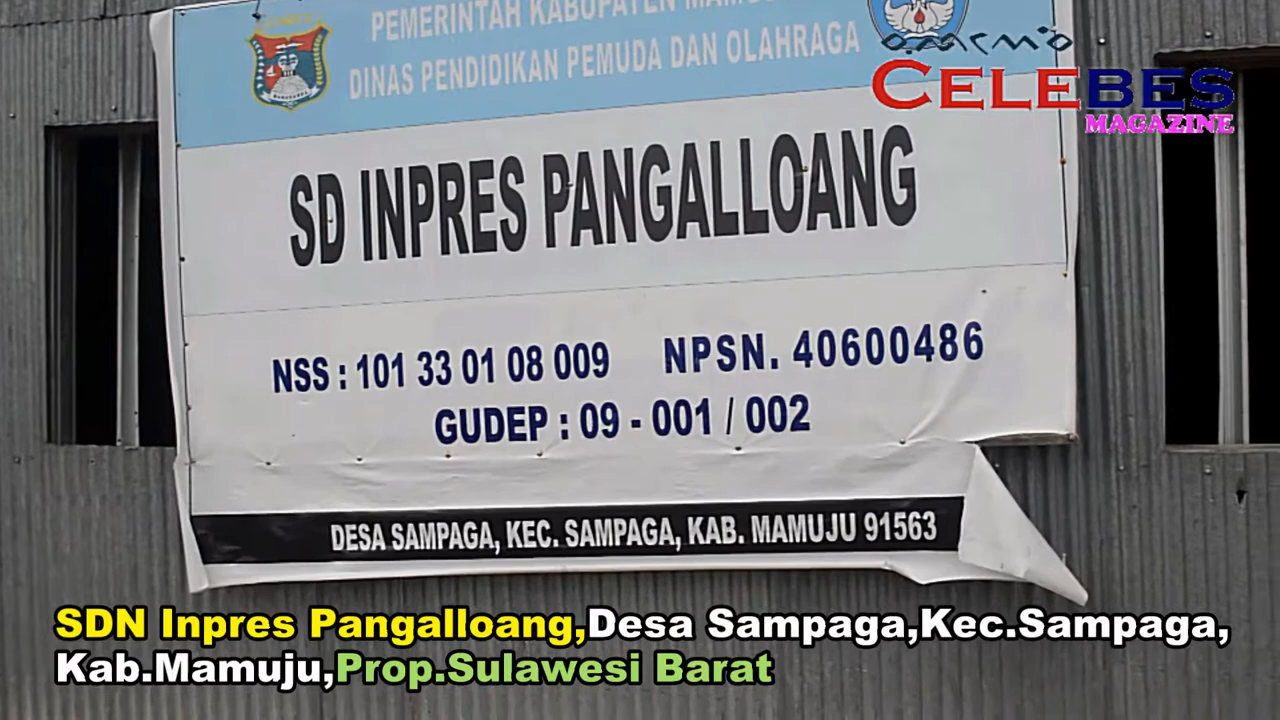 PEMERINTAH KABUPATEN
DINAS PENDIDIKAN PEMUDA DAN OLAHRAGA
CELEBES
MAGAZINE
SD INPRES PANGALLOANG
NSS : 101 33 01 08 009 NPSN. 40600486
GUDEP : 09 - 001 / 002
DESA SAMPAGA, KEC. SAMPAGA, KAB. MAMUJU 91563
SDN Inpres Pangalloang,Desa Sampaga,Kec.Sampaga,
Kab.Mamuju,Prop.Sulawesi Barat